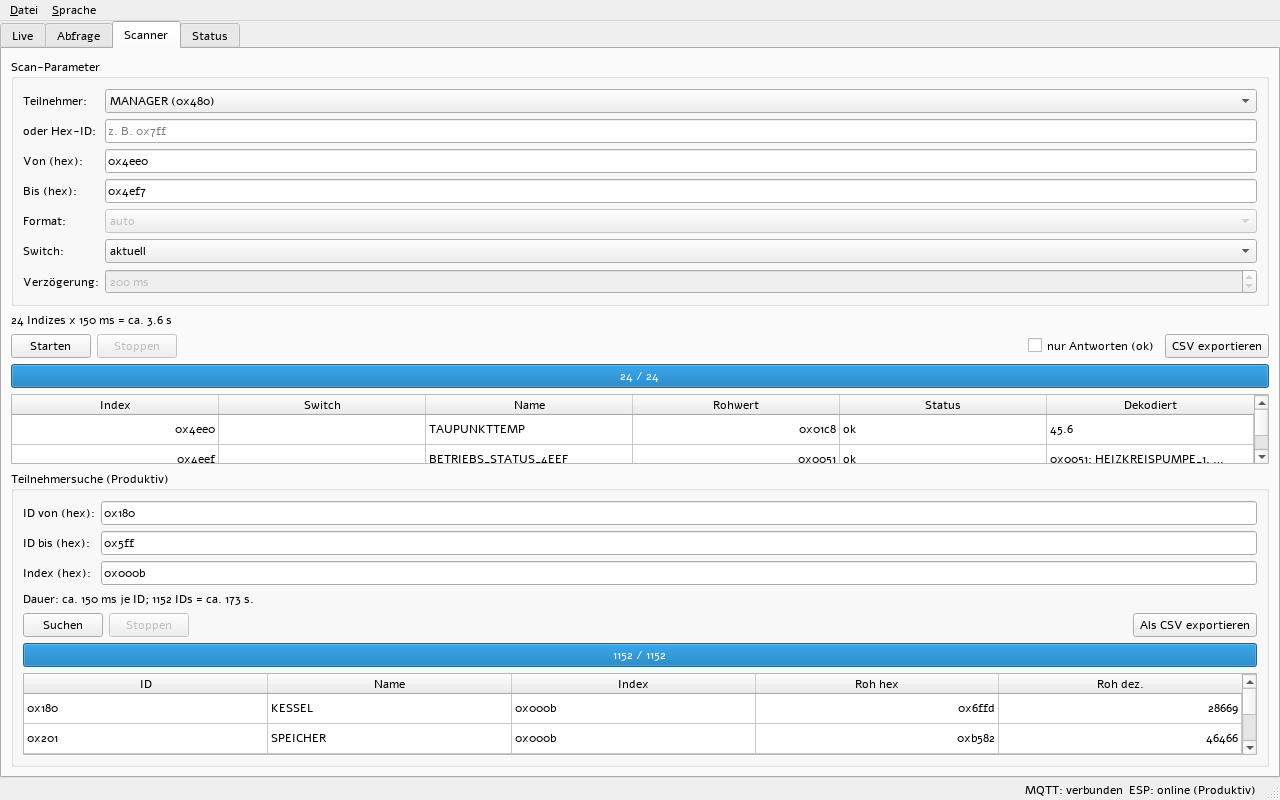 Datei Sprache
Live Abfrage Scanner Status
Scan-Parameter
Teilnehmer: MANAGER (0x480)
oder Hex-ID: z. B. 0x7ff
Von (hex): 0x4ee0
Bis (hex): 0x4ef7
Format: auto
Switch: aktuell
Verzögerung: 200 ms
24 Indizes x 150 ms = ca. 3.6 s
Starten Stoppen nur Antworten (ok) CSV exportieren
24 / 24
Index Switch Name Rohwert Status Dekodiert
0x4ee0 TAUPUNKTTEMP 0x01c8 ok 45.6
0x4eef BETRIEBS_STATUS_4EEF 0x0051 ok 0x0051: HEIZKREISPUMPE_1, ...
Teilnehmersuche (Produktiv)
ID von (hex): 0x180
ID bis (hex): 0x5ff
Index (hex): 0x000b
Dauer: ca. 150 ms je ID; 1152 IDs = ca. 173 s.
Suchen Stoppen Als CSV exportieren
1152 / 1152
ID Name Index Roh hex Roh dez.
0x180 KESSEL 0x000b 0x6ffd 28669
0x201 SPEICHER 0x000b 0xb582 46466
MQTT: verbunden ESP: online (Produktiv)